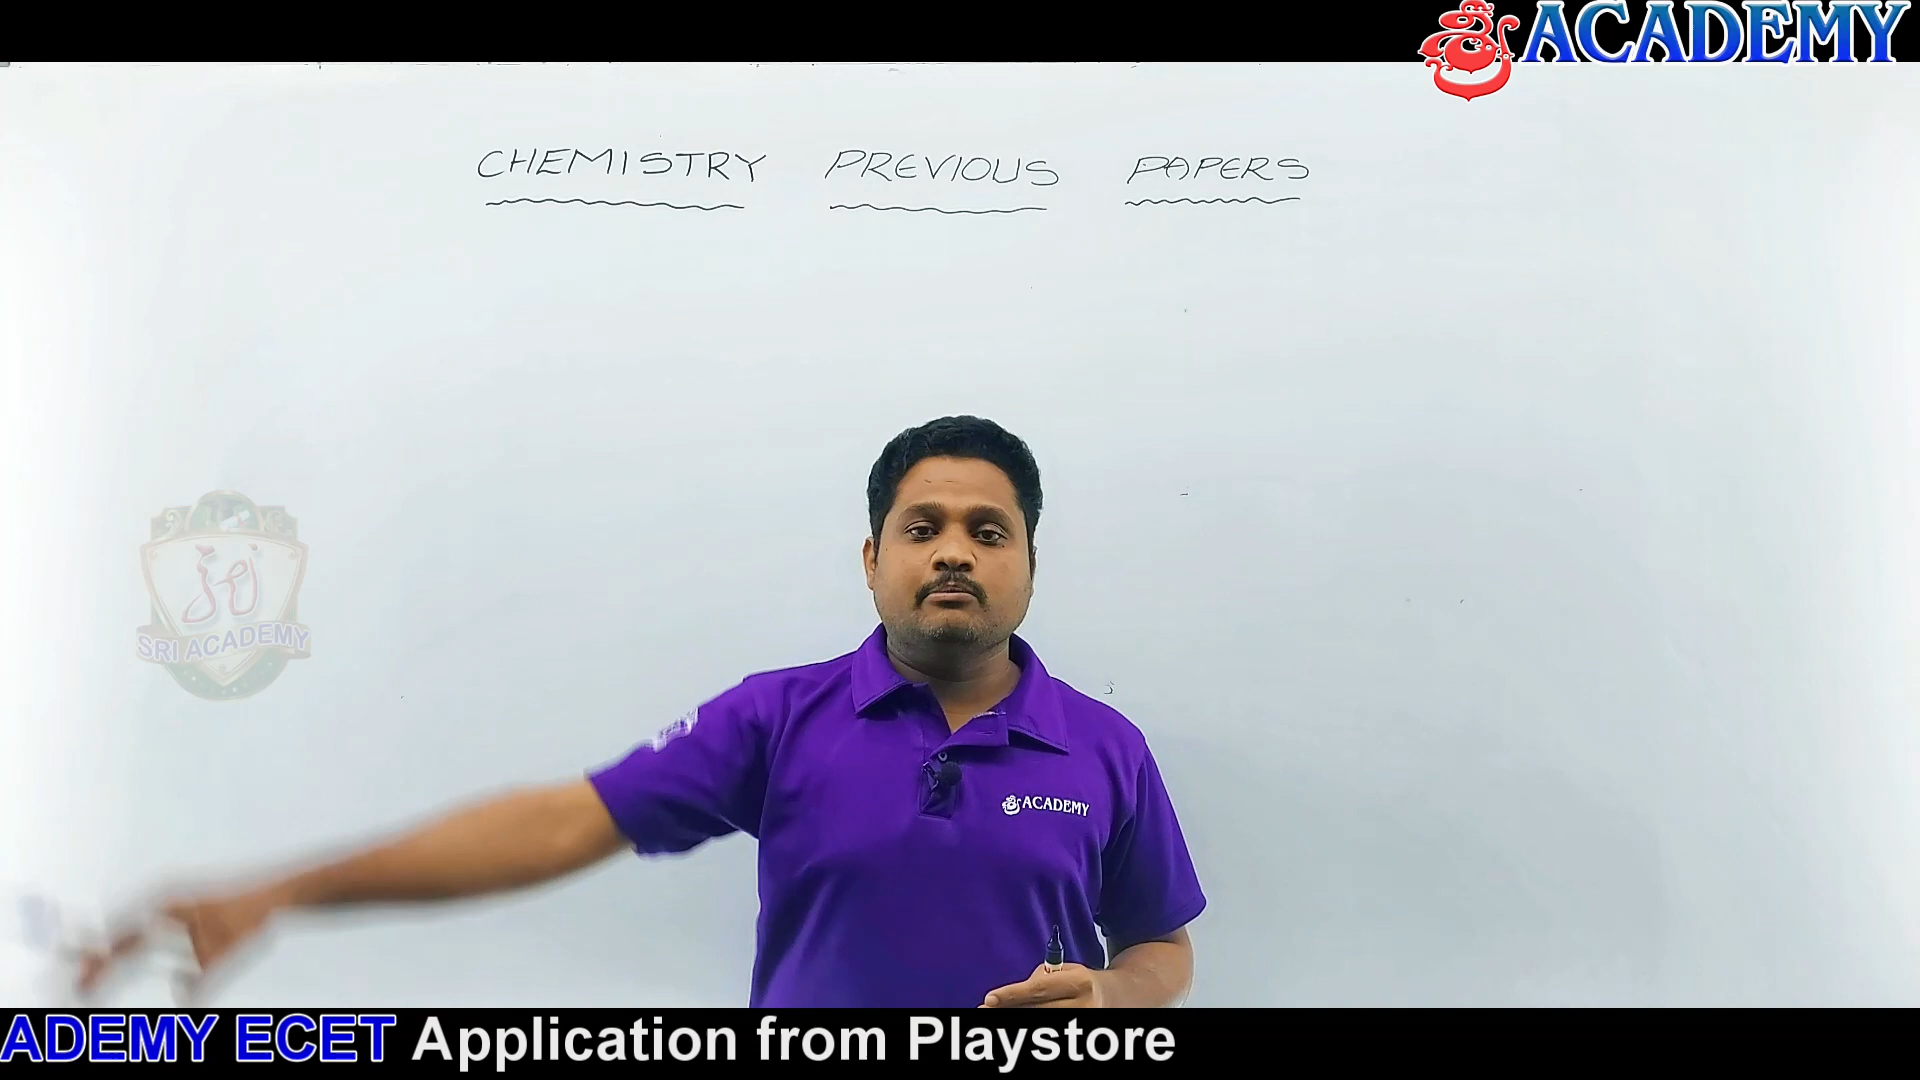 శ్రీ ACADEMY
CHEMISTRY PREVIOUS PAPERS
SRI ACADEMY
శ్రీ ACADEMY
ADEMY ECET Application from Playstore